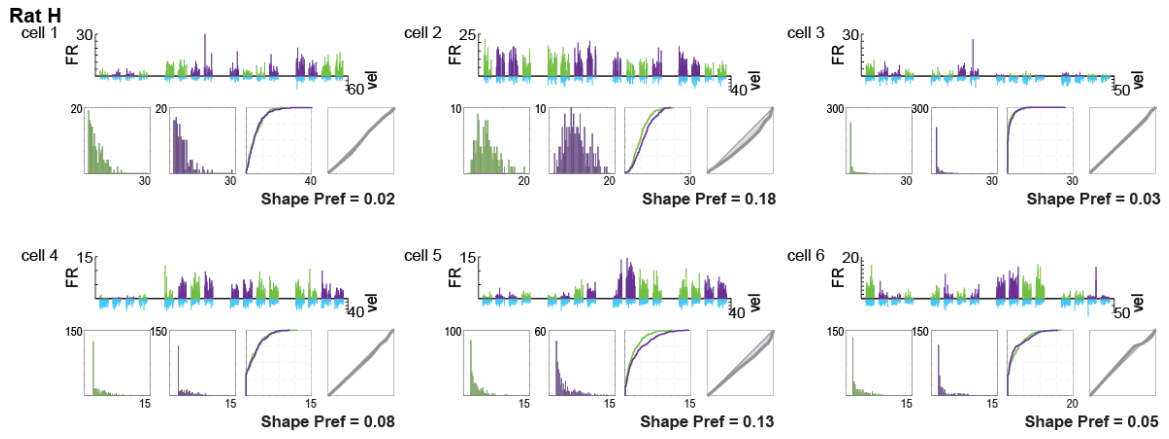 Rat H
cell 1
FR
30
60
vel
20
30
20
30
40
Shape Pref = 0.02
cell 2
FR
25
40
vel
10
20
10
20
30
Shape Pref = 0.18
cell 3
FR
30
50
vel
300
30
300
30
30
Shape Pref = 0.03
cell 4
FR
15
40
vel
150
15
150
15
15
Shape Pref = 0.08
cell 5
FR
15
40
vel
100
15
60
15
15
Shape Pref = 0.13
cell 6
FR
20
50
vel
150
15
150
15
20
Shape Pref = 0.05